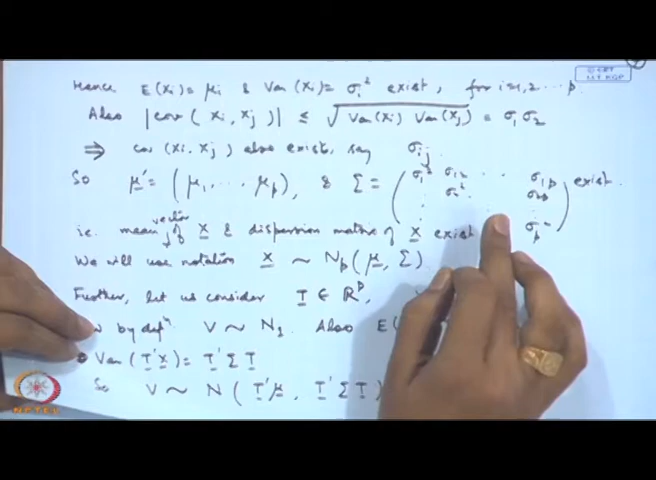 Hence E(Xi) = μi & Var(Xi) = σi² exist, for i=1,2...p
© CET
I.I.T. KGP
Also |cov(Xi, Xj)| ≤ √Var(Xi) Var(Xj) = σ1σ2
⇒ cov(Xi, Xj) also exist, say σij
So μ' = (μ1, ..... μp), & Σ = (σ1² σ12 . . σ1p
σ2² σ2p
σp²) exist
i.e. mean vector of X & dispersion matrix of X exist
We will use notation X ~ Np(μ, Σ)
Further, let us consider T ∈ ℝᵖ,
by defⁿ. V ~ N1. Also E(
Var(T'X) = T'ΣT
So V ~ N(T'μ, T'ΣT)
NPTEL